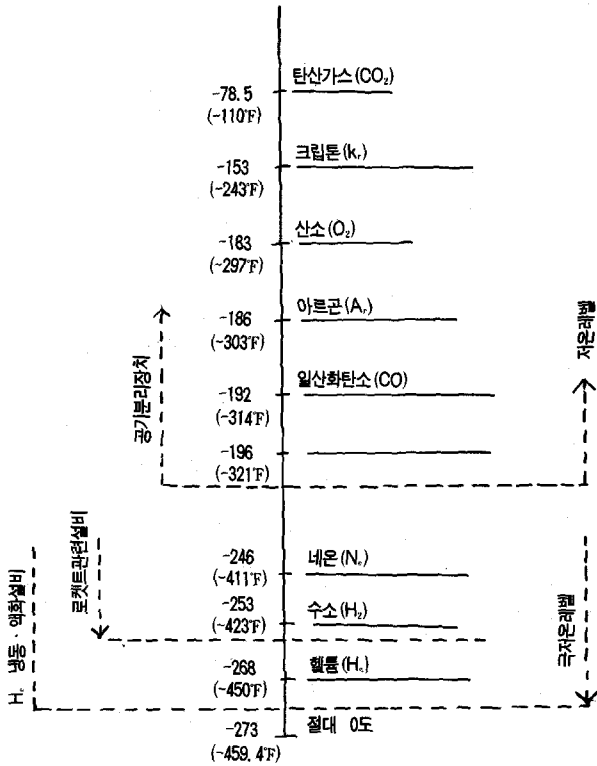 탄산가스(CO₂)
-78.5
(-110℉)
크립톤(kᵣ)
-153
(-243℉)
산소(O₂)
-183
(-297℉)
아르곤(Aᵣ)
-186
(-303℉)
일산화탄소(CO)
-192
(-314℉)
-196
(-321℉)
공기분리장치
저온레벨
네온(Nₑ)
-246
(-411℉)
수소(H₂)
-253
(-423℉)
헬륨(Hₑ)
-268
(-450℉)
절대 0도
-273
(-459.4℉)
로켓트관련설비
Hₑ 냉동·액화설비
극저온레벨